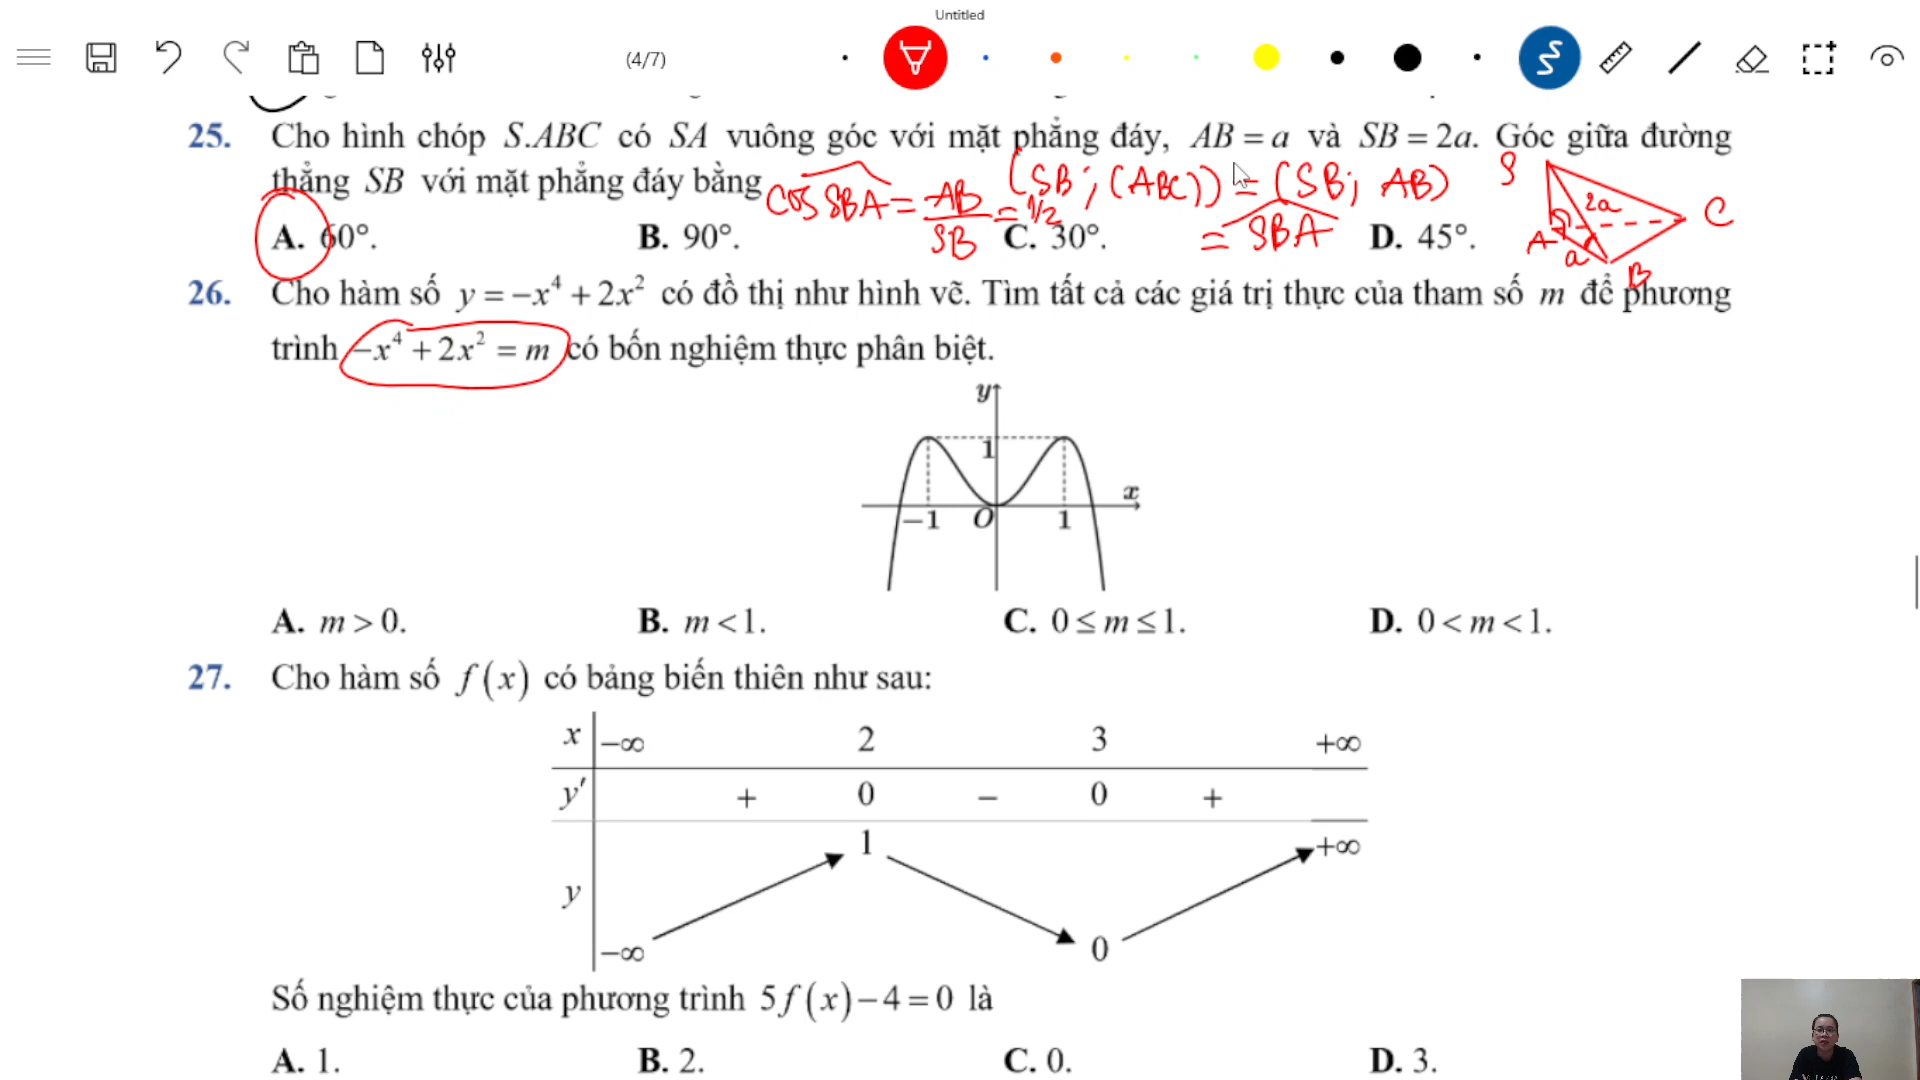 Untitled
(4/7)
25. Cho hình chóp S.ABC có SA vuông góc với mặt phẳng đáy, AB = a và SB = 2a. Góc giữa đường
thẳng SB với mặt phẳng đáy bằng
(SB; (ABC)) = (SB; AB)
= SBA
cos SBA = AB/SB = 1/2
S
2a
C
A
a
B
A. 60°. B. 90°. C. 30°. D. 45°.
26. Cho hàm số y = −x⁴ + 2x² có đồ thị như hình vẽ. Tìm tất cả các giá trị thực của tham số m để phương
trình −x⁴ + 2x² = m có bốn nghiệm thực phân biệt.
y
1
x
−1 O 1
A. m > 0. B. m < 1. C. 0 ≤ m ≤ 1. D. 0 < m < 1.
27. Cho hàm số f(x) có bảng biến thiên như sau:
x −∞ 2 3 +∞
y′ + 0 − 0 +
1 +∞
y
−∞ 0
Số nghiệm thực của phương trình 5f(x) − 4 = 0 là
A. 1. B. 2. C. 0. D. 3.